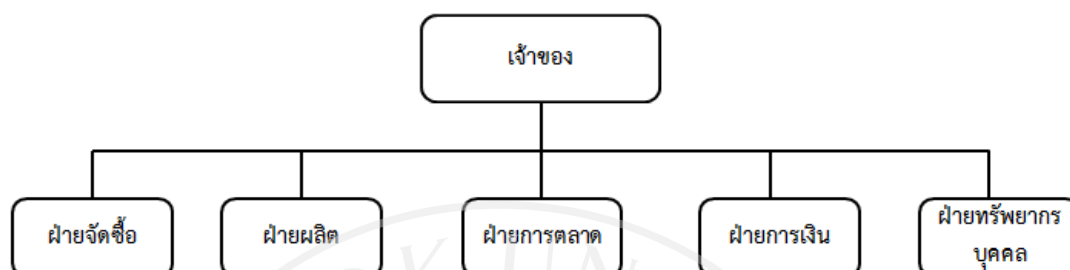 เจ้าของ
ฝ่ายจัดซื้อ
ฝ่ายผลิต
ฝ่ายการตลาด
ฝ่ายการเงิน
ฝ่ายทรัพยากร
บุคคล